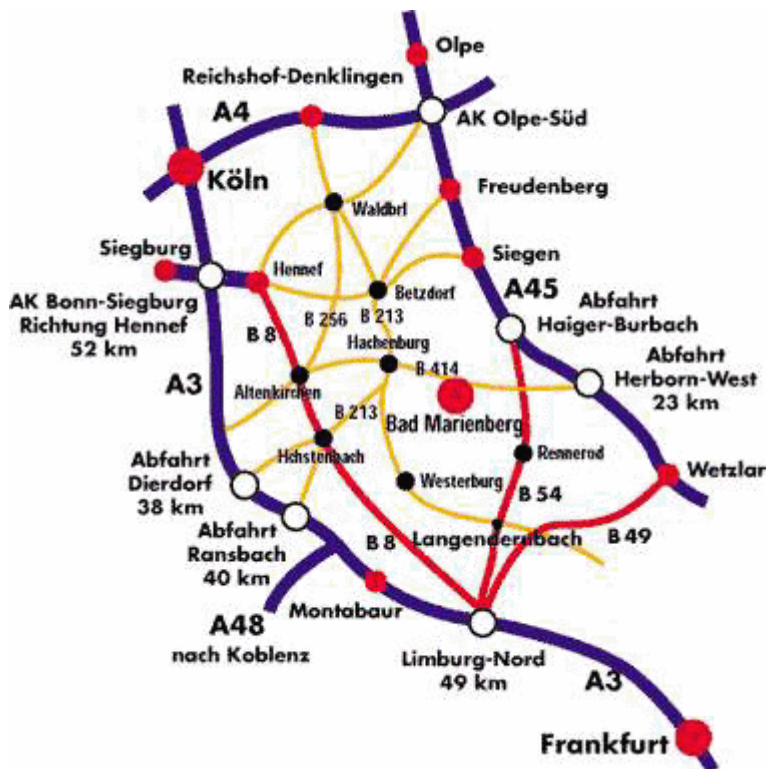 Olpe
Reichshof-Denklingen
A4
AK Olpe-Süd
Köln
Freudenberg
Waldbrl
Siegburg
Hennef
Siegen
AK Bonn-Siegburg
Richtung Hennef
52 km
Betzdorf
A45
Abfahrt
Haiger-Burbach
B 256
B 213
B 8
Hachenburg
Abfahrt
Herborn-West
23 km
B 414
A3
Altenkirchen
B 213
Bad Marienberg
Hchstenbach
Rennerod
Abfahrt
Dierdorf
38 km
Westerburg
Wetzlar
B 54
Abfahrt
Ransbach
40 km
B 8
Langendernbach
B 49
Montabaur
A48
nach Koblenz
Limburg-Nord
49 km
A3
Frankfurt